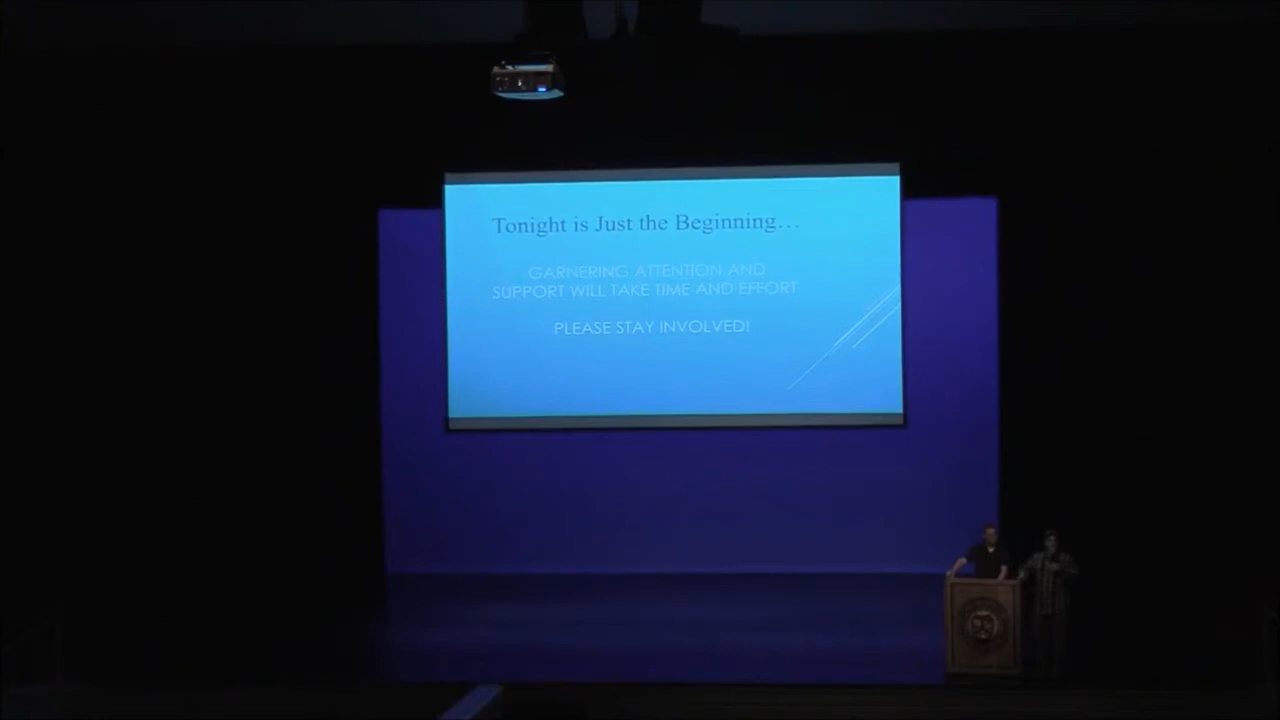 Tonight is Just the Beginning...
GARNERING ATTENTION AND
SUPPORT WILL TAKE TIME AND EFFORT
PLEASE STAY INVOLVED!